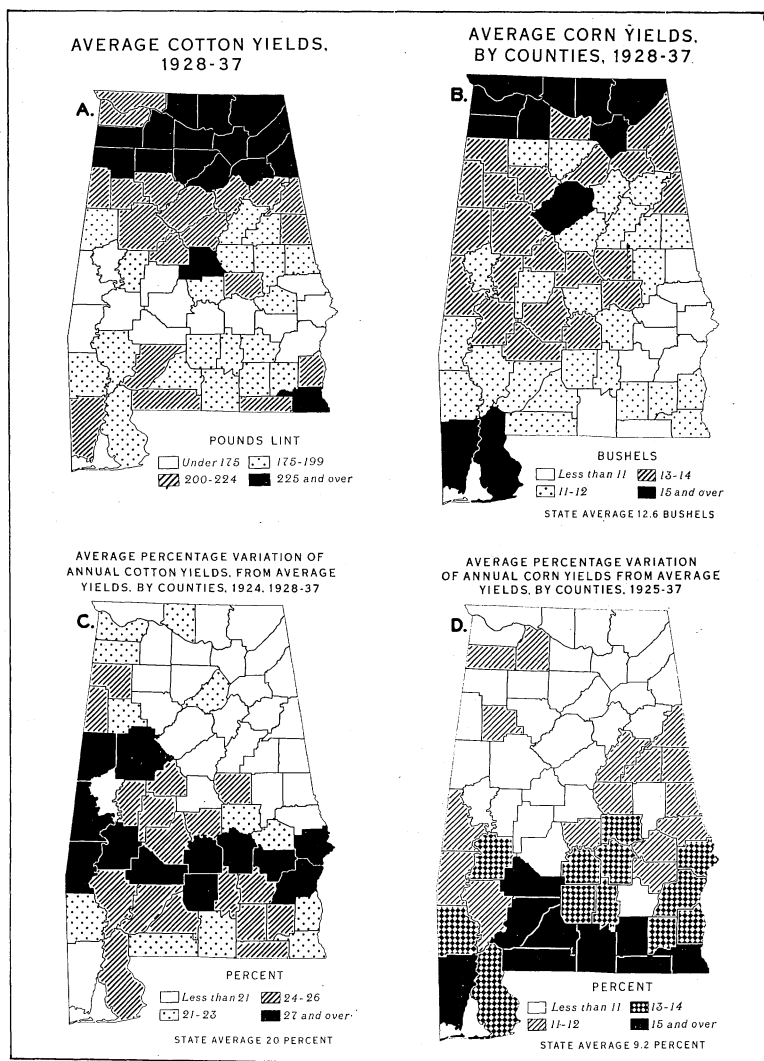 AVERAGE COTTON YIELDS,
1928-37
A.
POUNDS LINT
Under 175
175-199
200-224
225 and over
AVERAGE CORN YIELDS,
BY COUNTIES, 1928-37
B.
BUSHELS
Less than 11
13-14
11-12
15 and over
STATE AVERAGE 12.6 BUSHELS
AVERAGE PERCENTAGE VARIATION OF
ANNUAL COTTON YIELDS, FROM AVERAGE
YIELDS, BY COUNTIES, 1924, 1928-37
C.
PERCENT
Less than 21
24-26
21-23
27 and over
STATE AVERAGE 20 PERCENT
AVERAGE PERCENTAGE VARIATION
OF ANNUAL CORN YIELDS FROM AVERAGE
YIELDS, BY COUNTIES, 1925-37
D.
PERCENT
Less than 11
13-14
11-12
15 and over
STATE AVERAGE 9.2 PERCENT